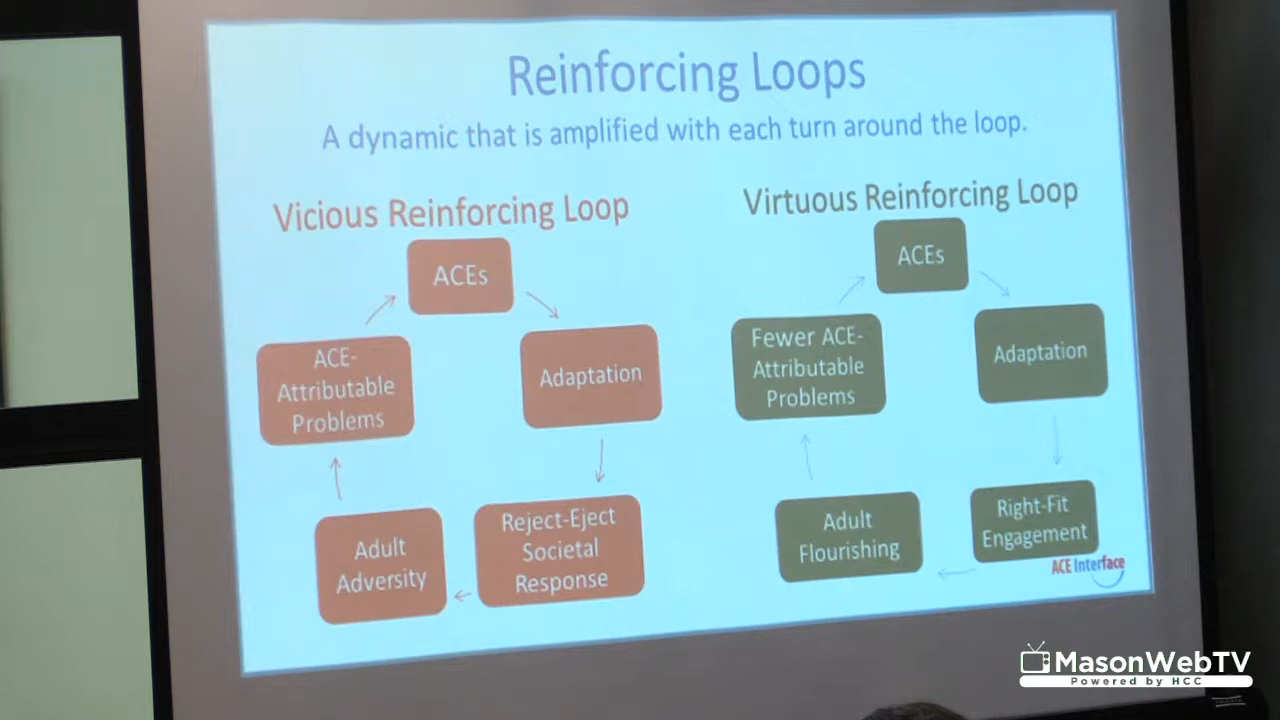 Reinforcing Loops
A dynamic that is amplified with each turn around the loop.
Vicious Reinforcing Loop
ACEs
Adaptation
Reject-Eject
Societal
Response
Adult
Adversity
ACE-
Attributable
Problems
Virtuous Reinforcing Loop
ACEs
Adaptation
Right-Fit
Engagement
Adult
Flourishing
Fewer ACE-
Attributable
Problems
ACE Interface
MasonWebTV
Powered by HCC